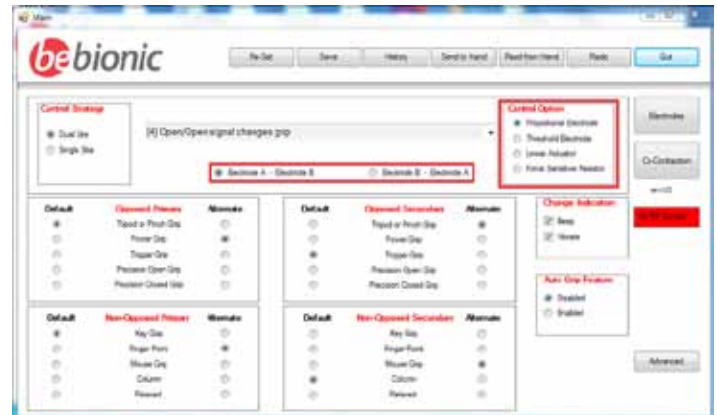 Main
bebionic
Re-Set Save History Send to Hand Read from Hand Radio Quit
Control Strategy
Dual Site
Single Site
[4] Open/Open signal changes grip
Electrode A - Electrode B Electrode B - Electrode A
Control Option
Proportional Electrode
Threshold Electrode
Linear Actuator
Force Sensitive Resistor
Electrodes
Co-Contraction
Default Opposed Primary Alternate
Tripod or Pinch Grip
Power Grip
Trigger Grip
Precision Open Grip
Precision Closed Grip
Default Opposed Secondary Alternate
Tripod or Pinch Grip
Power Grip
Trigger Grip
Precision Open Grip
Precision Closed Grip
Change Indication
Beep
Vibrate
Auto Grip Feature
Disabled
Enabled
Default Non-Opposed Primary Alternate
Key Grip
Finger Point
Mouse Grip
Column
Relaxed
Default Non-Opposed Secondary Alternate
Key Grip
Finger Point
Mouse Grip
Column
Relaxed
Advanced